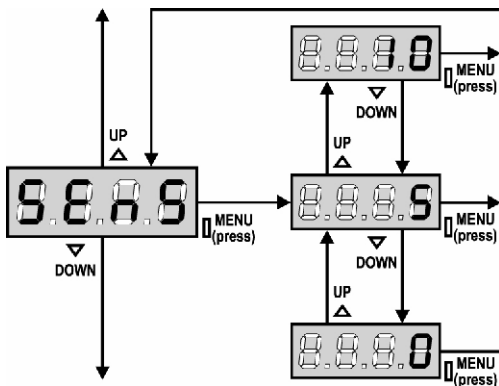 10
MENU
(press)
DOWN
UP
UP
SEnS
MENU
(press)
DOWN
5
MENU
(press)
DOWN
UP
0
MENU
(press)